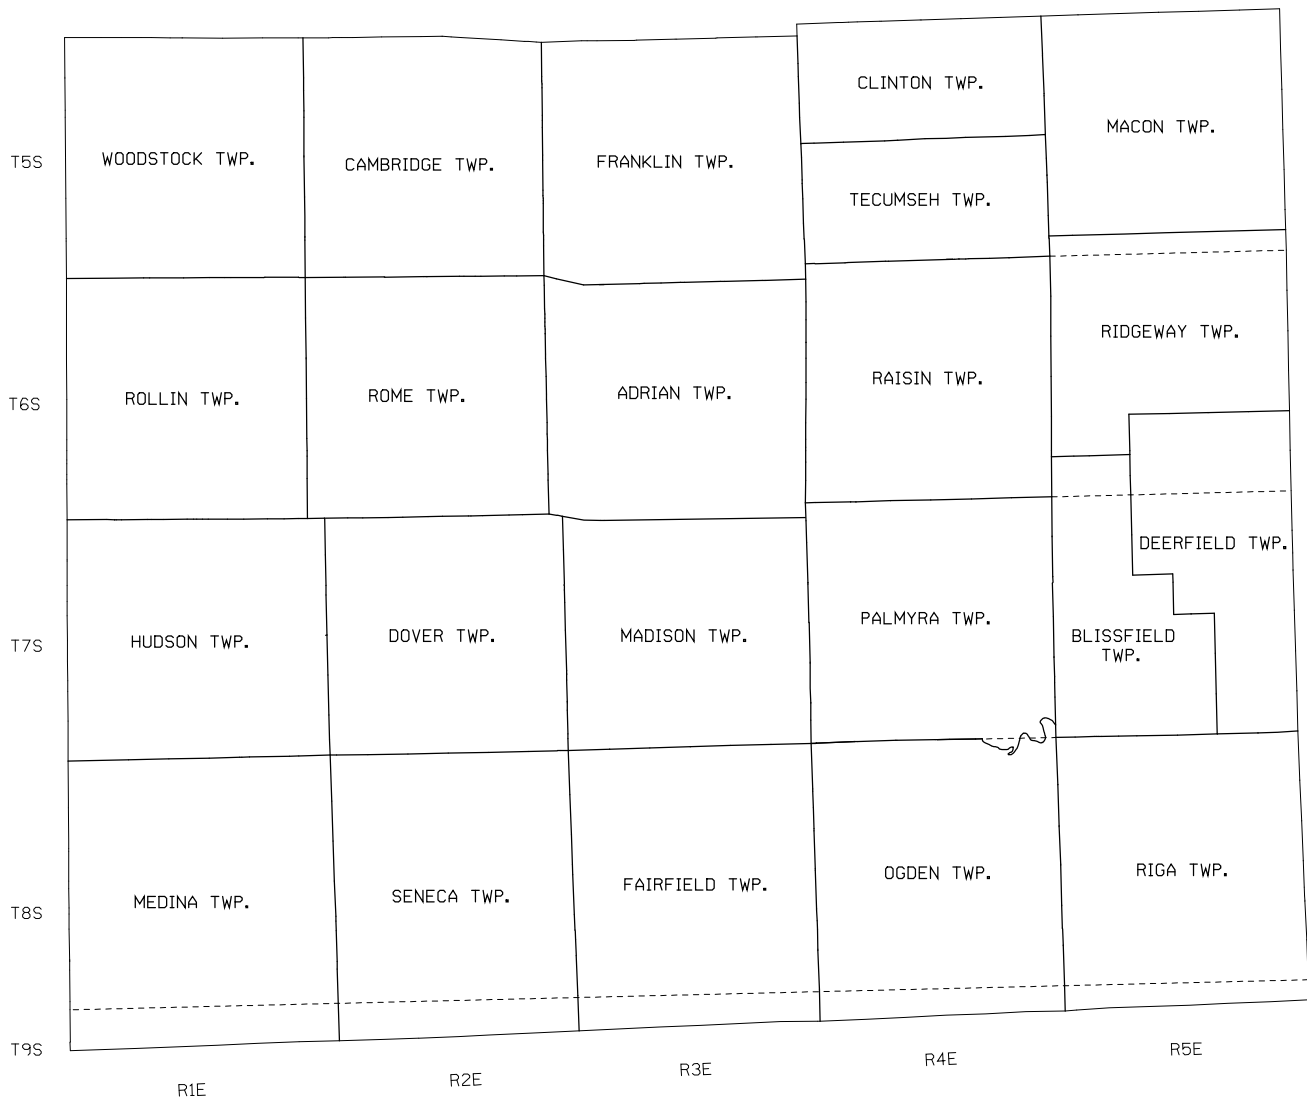 CLINTON TWP.
MACON TWP.
T5S
WOODSTOCK TWP.
CAMBRIDGE TWP.
FRANKLIN TWP.
TECUMSEH TWP.
RIDGEWAY TWP.
T6S
ROLLIN TWP.
ROME TWP.
ADRIAN TWP.
RAISIN TWP.
DEERFIELD TWP.
T7S
HUDSON TWP.
DOVER TWP.
MADISON TWP.
PALMYRA TWP.
BLISSFIELD
TWP.
T8S
MEDINA TWP.
SENECA TWP.
FAIRFIELD TWP.
OGDEN TWP.
RIGA TWP.
T9S
R1E
R2E
R3E
R4E
R5E